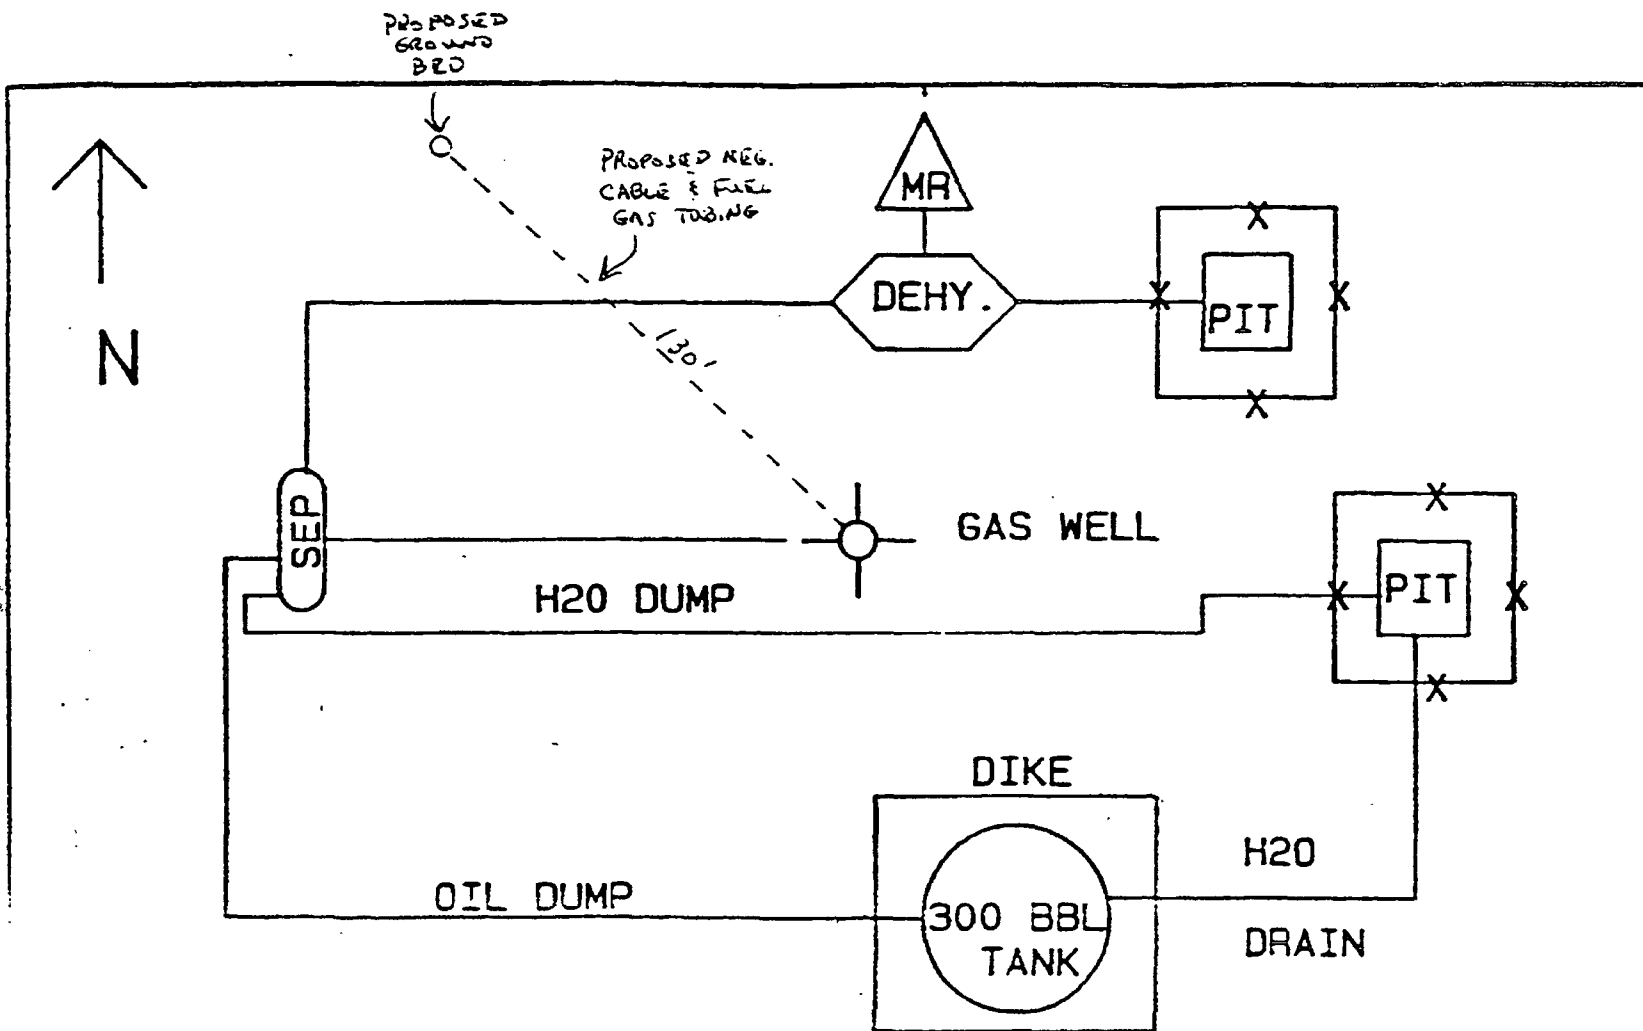 PROPOSED
GROUND
BED
PROPOSED NEG.
CABLE & FUEL
GAS TUBING
MR
DEHY.
PIT
N
130'
SEP
GAS WELL
H20 DUMP
PIT
DIKE
H20
OIL DUMP
300 BBL
TANK
DRAIN